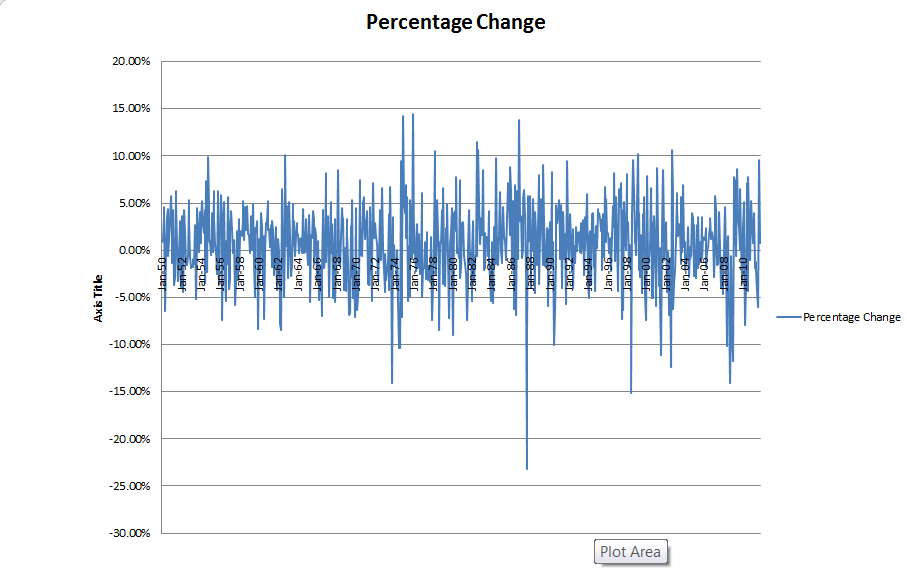 Percentage Change
20.00%
15.00%
10.00%
5.00%
0.00%
-5.00%
-10.00%
-15.00%
-20.00%
-25.00%
-30.00%
Axis Title
Jan-50
Jan-52
Jan-54
Jan-56
Jan-58
Jan-60
Jan-62
Jan-64
Jan-66
Jan-68
Jan-70
Jan-72
Jan-74
Jan-76
Jan-78
Jan-80
Jan-82
Jan-84
Jan-86
Jan-88
Jan-90
Jan-92
Jan-94
Jan-96
Jan-98
Jan-00
Jan-02
Jan-04
Jan-06
Jan-08
Jan-10
Percentage Change
Plot Area